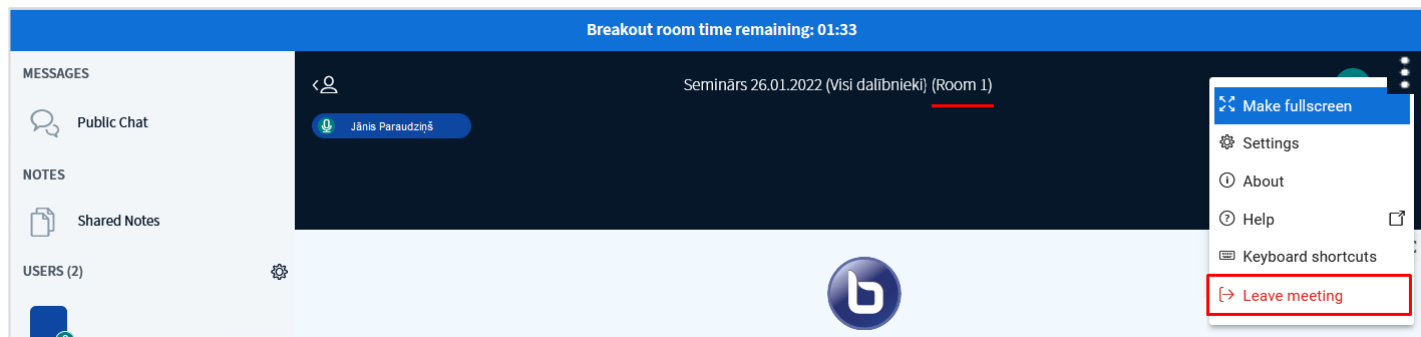 Breakout room time remaining: 01:33
MESSAGES
Public Chat
NOTES
Shared Notes
USERS (2)
Seminārs 26.01.2022 (Visi dalībnieki) (Room 1)
Jānis Paraudziņš
Make fullscreen
Settings
About
Help
Keyboard shortcuts
Leave meeting
b